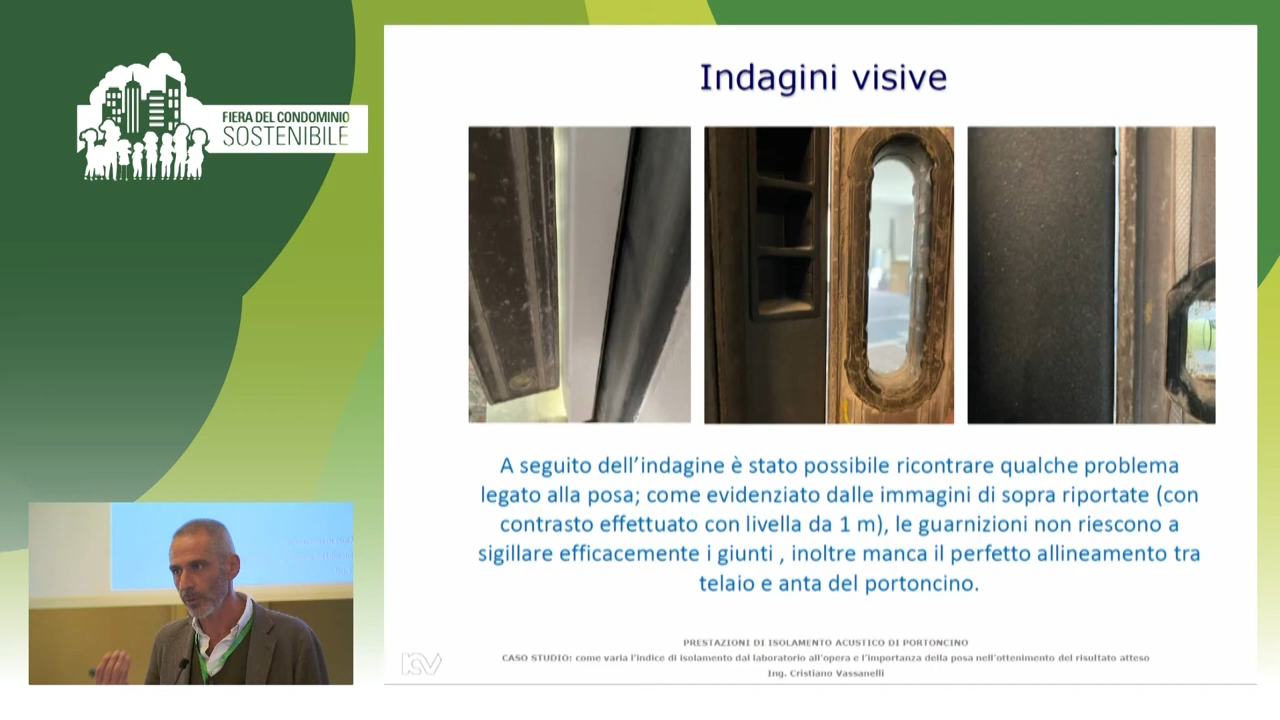 FIERA DEL CONDOMINIO
SOSTENIBILE
Indagini visive
A seguito dell'indagine è stato possibile ricontrare qualche problema
legato alla posa; come evidenziato dalle immagini di sopra riportate (con
contrasto effettuato con livella da 1 m), le guarnizioni non riescono a
sigillare efficacemente i giunti , inoltre manca il perfetto allineamento tra
telaio e anta del portoncino.
PRESTAZIONI DI ISOLAMENTO ACUSTICO DI PORTONCINO
CASO STUDIO: come varia l'indice di isolamento dal laboratorio all'opera e l'importanza della posa nell'ottenimento del risultato atteso
Ing. Cristiano Vassanelli